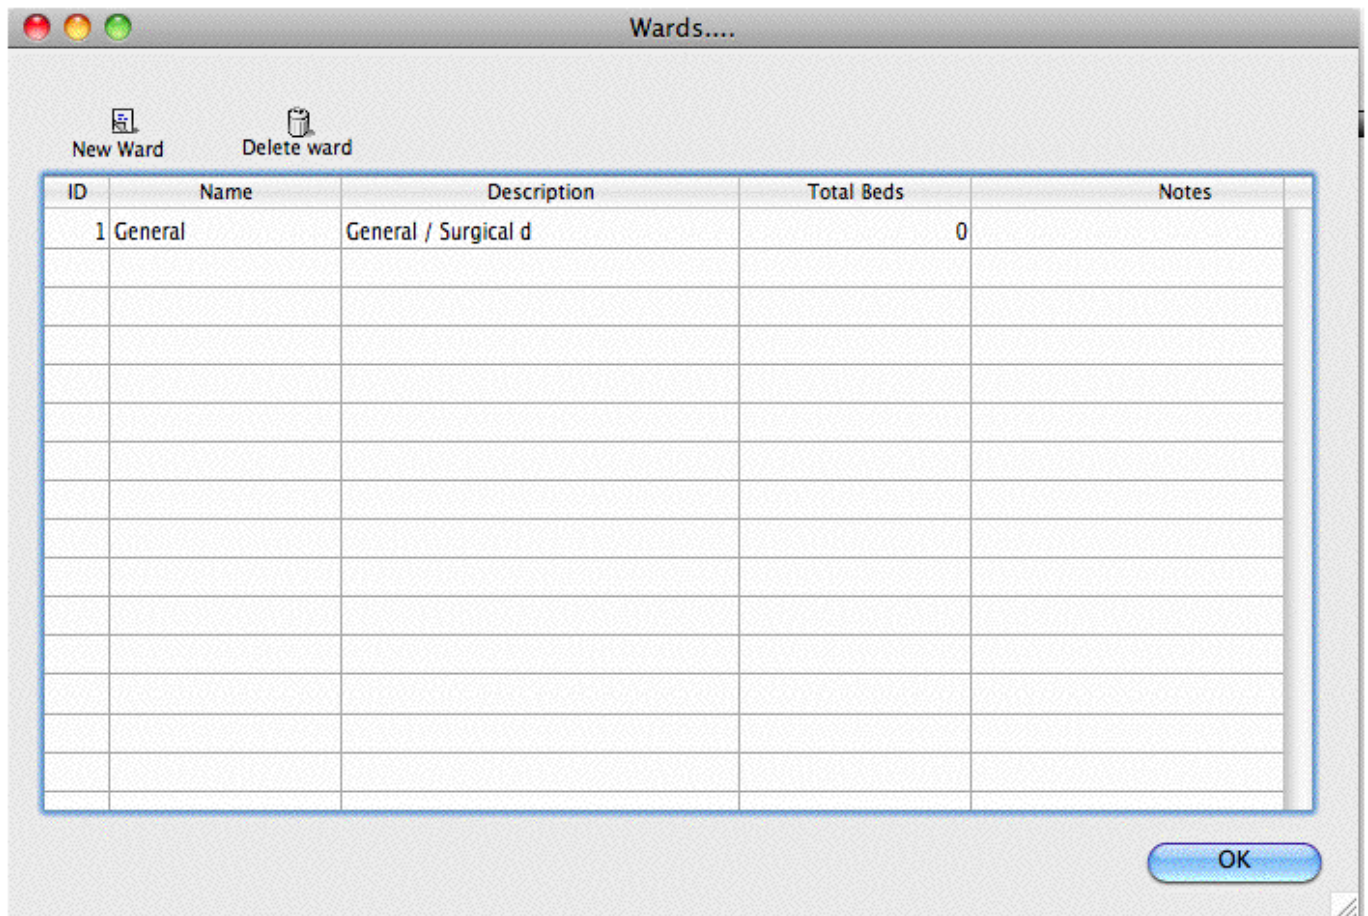 Wards....
New Ward Delete ward
ID Name Description Total Beds Notes
1 General General / Surgical d 0
OK